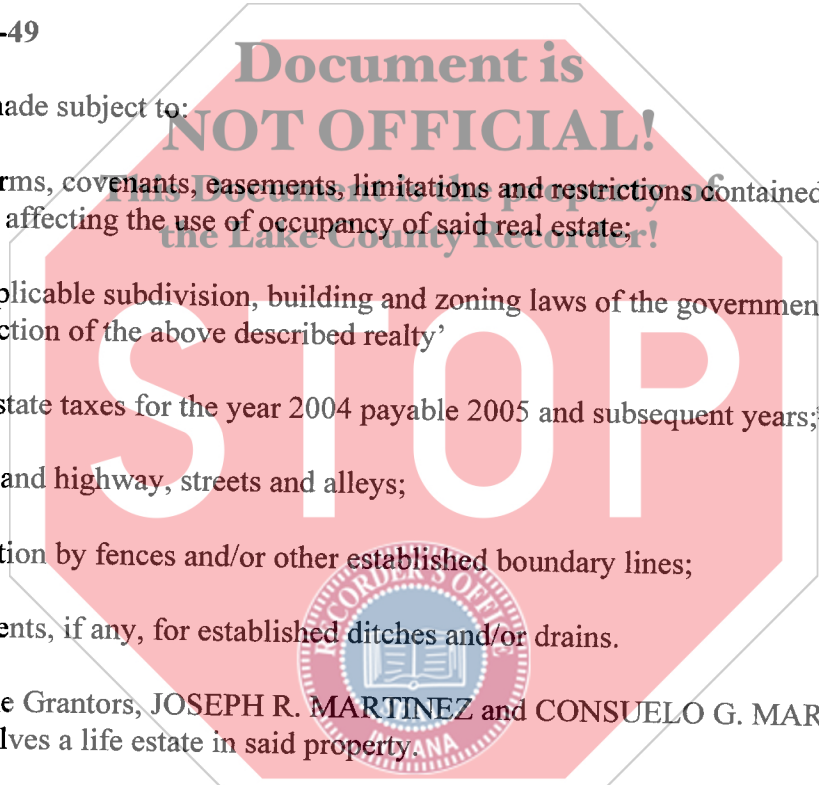 -49
Document is
made subject to:
NOT OFFICIAL!
rms, covenants, easements, limitations and restrictions contained
This Document is the property of
affecting the use of occupancy of said real estate;
the Lake County Recorder!
plicable subdivision, building and zoning laws of the governmen
ction of the above described realty’
STOP
state taxes for the year 2004 payable 2005 and subsequent years;
and highway, streets and alleys;
tion by fences and/or other established boundary lines;
RECORDER'S OFFICE
ents, if any, for established ditches and/or drains.
e Grantors, JOSEPH R. MARTINEZ and CONSUELO G. MAR
lves a life estate in said property.
INDIANA